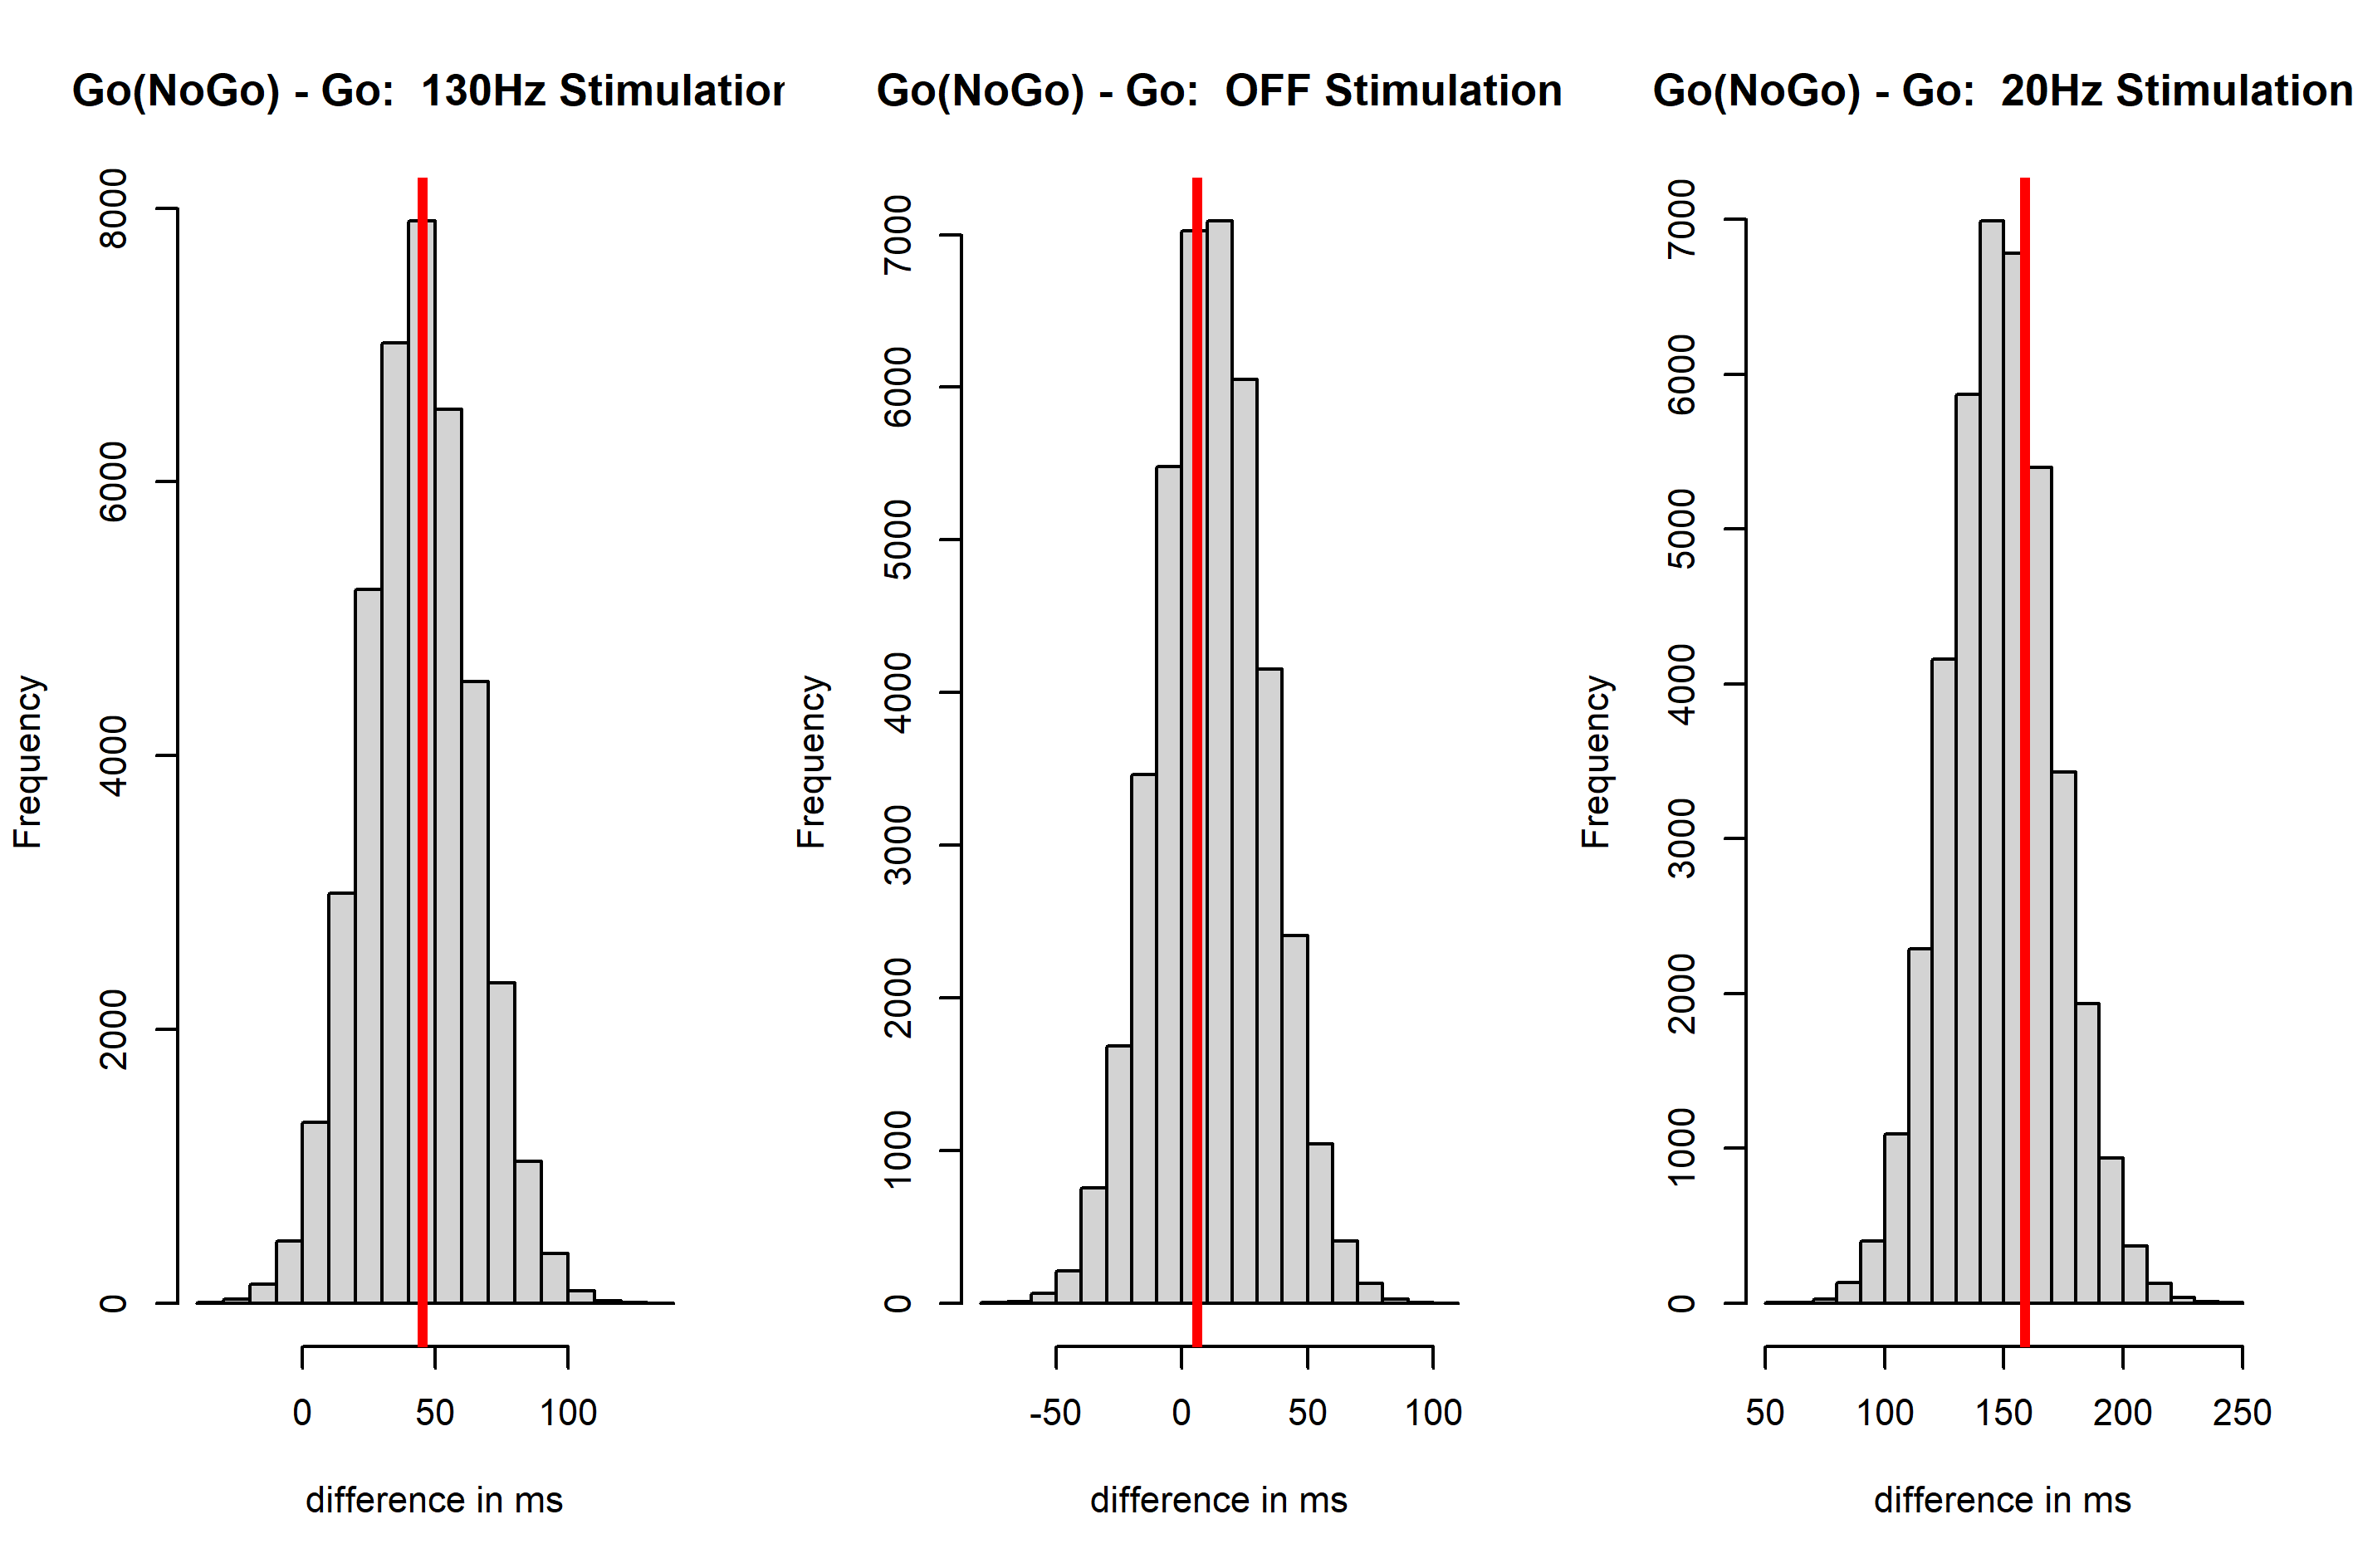 Go(NoGo) - Go:  130Hz Stimulation
Frequency
0 2000 4000 6000 8000
0 50 100
difference in ms
Go(NoGo) - Go:  OFF Stimulation
Frequency
0 1000 2000 3000 4000 5000 6000 7000
-50 0 50 100
difference in ms
Go(NoGo) - Go:  20Hz Stimulation
Frequency
0 1000 2000 3000 4000 5000 6000 7000
50 100 150 200 250
difference in ms